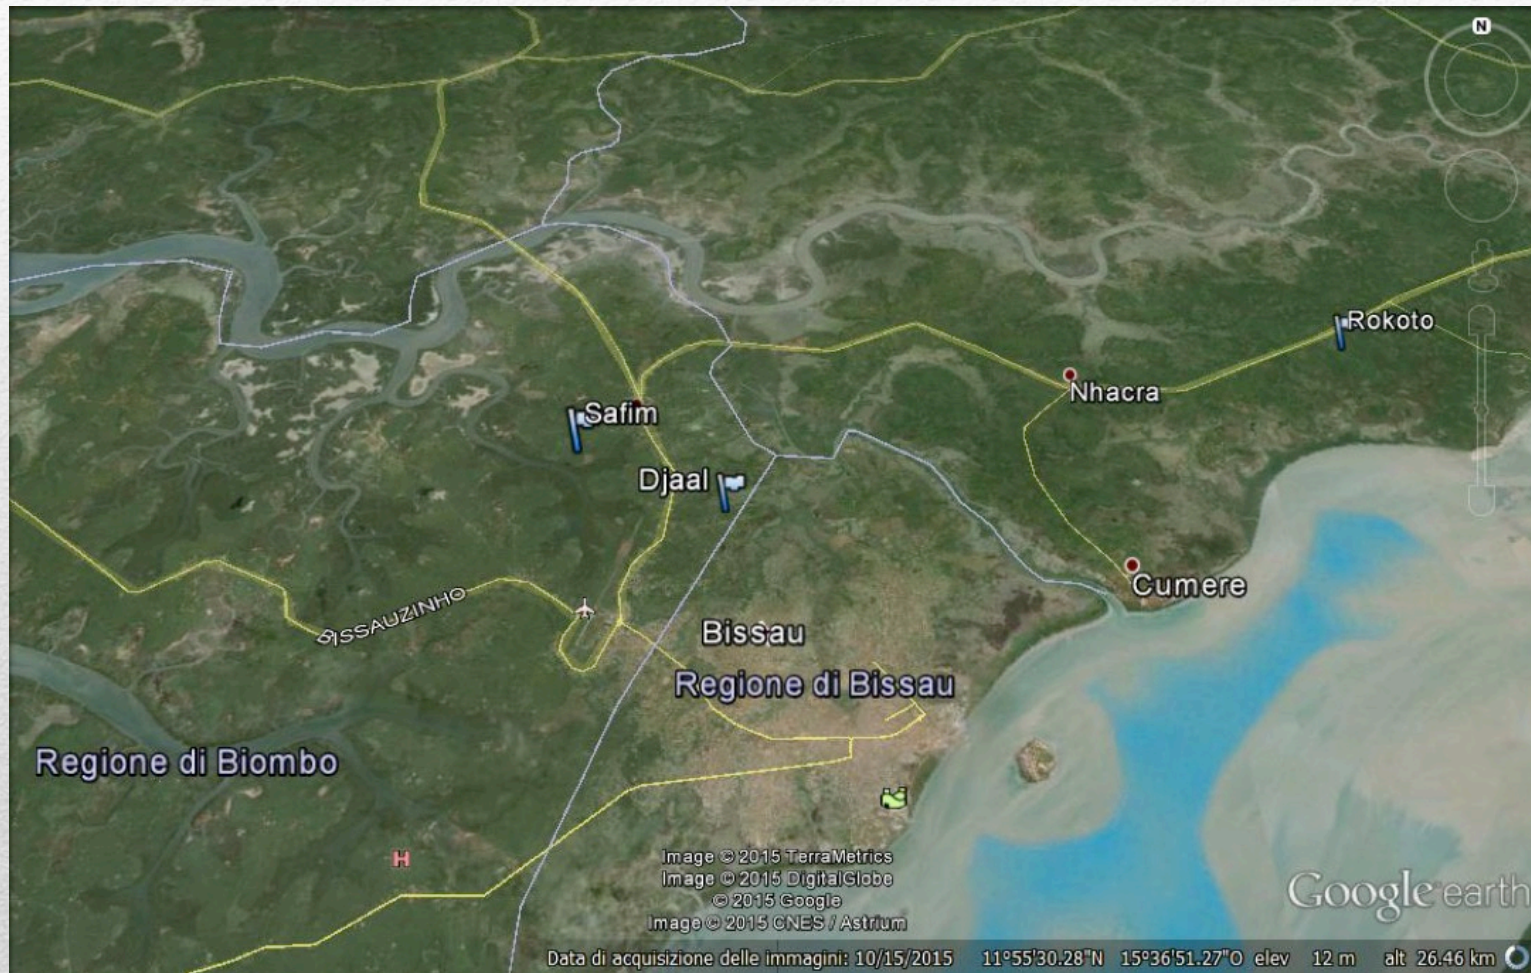 N
Rokoto
Nhacra
Safim
Djaal
Cumere
BISSAUZINHO
Bissau
Regione di Bissau
Regione di Biombo
H
Image © 2015 TerraMetrics
Image © 2015 DigitalGlobe
© 2015 Google
Image © 2015 CNES / Astrium
Google earth
Data di acquisizione delle immagini: 10/15/2015 11°55'30.28"N 15°36'51.27"O elev 12 m alt 26.46 km